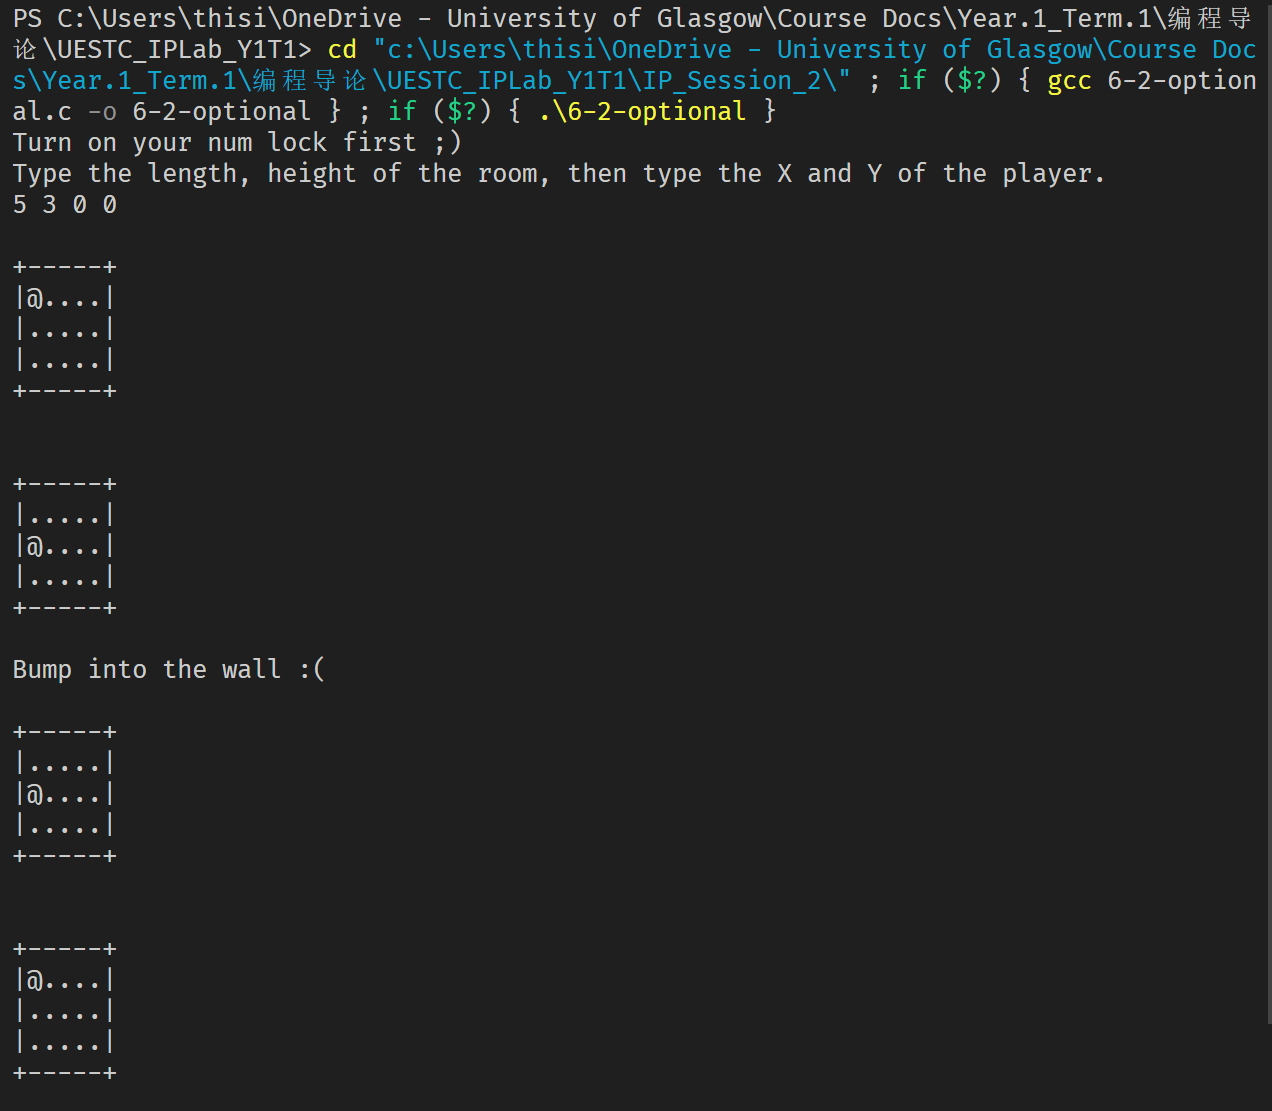 PS C:\Users\thisi\OneDrive - University of Glasgow\Course Docs\Year.1_Term.1\编程导
论\UESTC_IPLab_Y1T1> cd "c:\Users\thisi\OneDrive - University of Glasgow\Course Doc
s\Year.1_Term.1\编程导论\UESTC_IPLab_Y1T1\IP_Session_2\" ; if ($?) { gcc 6-2-option
al.c -o 6-2-optional } ; if ($?) { .\6-2-optional }
Turn on your num lock first ;)
Type the length, height of the room, then type the X and Y of the player.
5 3 0 0
+-----+
|@....|
|.....|
|.....|
+-----+
+-----+
|.....|
|@....|
|.....|
+-----+
Bump into the wall :(
+-----+
|.....|
|@....|
|.....|
+-----+
+-----+
|@....|
|.....|
|.....|
+-----+